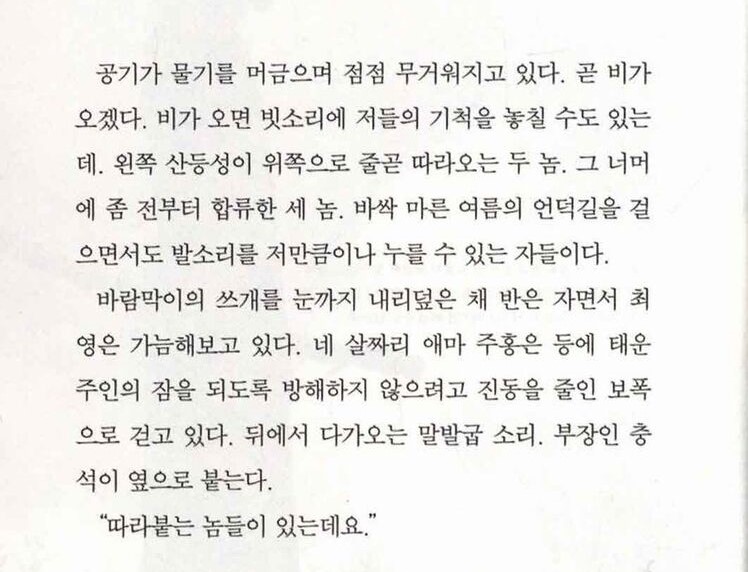 공기가 물기를 머금으며 점점 무거워지고 있다. 곧 비가
오겠다. 비가 오면 빗소리에 저들의 기척을 놓칠 수도 있는
데. 왼쪽 산등성이 위쪽으로 줄곧 따라오는 두 놈. 그 너머
에 좀 전부터 합류한 세 놈. 바싹 마른 여름의 언덕길을 걸
으면서도 발소리를 저만큼이나 누를 수 있는 자들이다.
바람막이의 쓰개를 눈까지 내리덮은 채 반은 자면서 최
영은 가늠해보고 있다. 네 살짜리 애마 주홍은 등에 태운
주인의 잠을 되도록 방해하지 않으려고 진동을 줄인 보폭
으로 걷고 있다. 뒤에서 다가오는 말발굽 소리. 부장인 충
석이 옆으로 붙는다.
“따라붙는 놈들이 있는데요.”